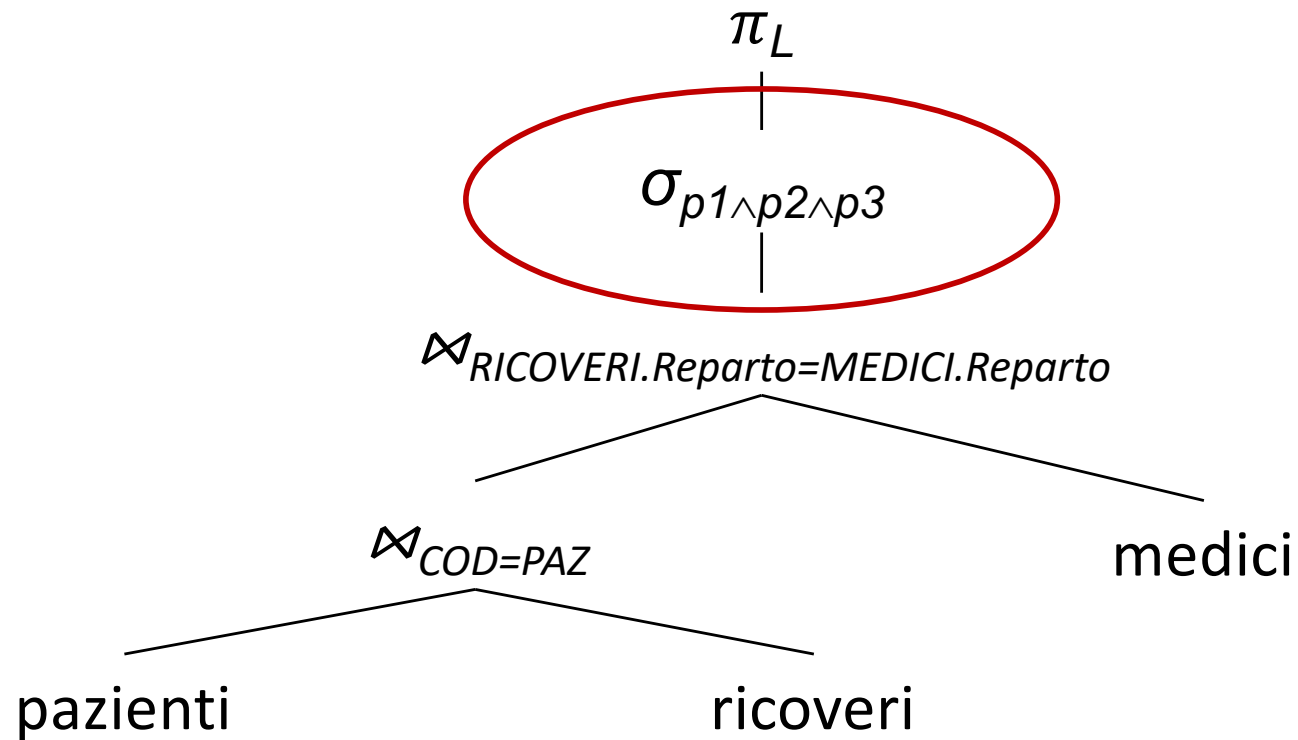 π_L
σ_p1∧p2∧p3
⋈_RICOVERI.Reparto=MEDICI.Reparto
⋈_COD=PAZ
medici
pazienti ricoveri